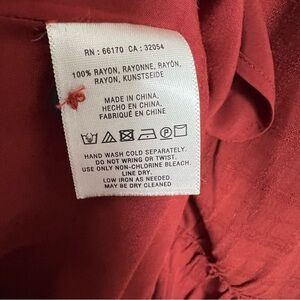 RN : 66170 CA : 32054
100% RAYON, RAYONNE, RAYÓN,
RAYON, KUNSTSEIDE
MADE IN CHINA,
HECHO EN CHINA,
FABRIQUÉ EN CHINE
HAND WASH COLD SEPARATELY.
DO NOT WRING OR TWIST.
USE ONLY NON-CHLORINE BLEACH.
LINE DRY.
LOW IRON AS NEEDED.
MAY BE DRY CLEANED